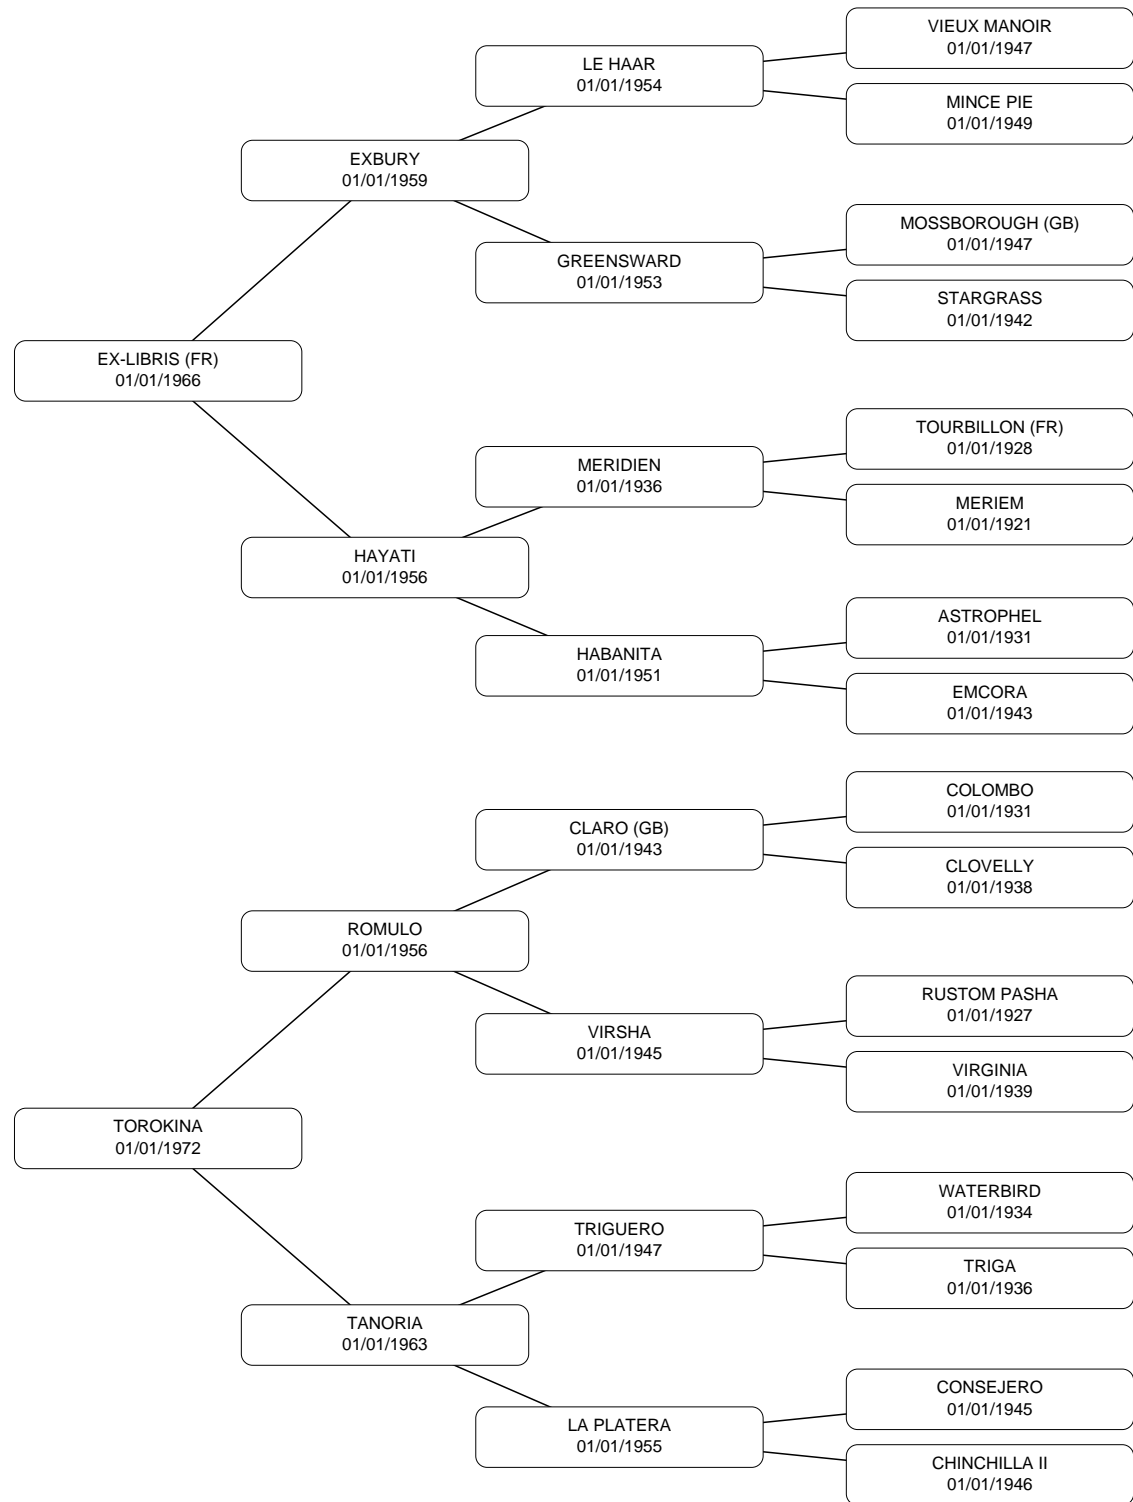 VIEUX MANOIR
01/01/1947
LE HAAR
01/01/1954
MINCE PIE
01/01/1949
EXBURY
01/01/1959
MOSSBOROUGH (GB)
01/01/1947
GREENSWARD
01/01/1953
STARGRASS
01/01/1942
EX-LIBRIS (FR)
01/01/1966
TOURBILLON (FR)
01/01/1928
MERIDIEN
01/01/1936
MERIEM
01/01/1921
HAYATI
01/01/1956
ASTROPHEL
01/01/1931
HABANITA
01/01/1951
EMCORA
01/01/1943
COLOMBO
01/01/1931
CLARO (GB)
01/01/1943
CLOVELLY
01/01/1938
ROMULO
01/01/1956
RUSTOM PASHA
01/01/1927
VIRSHA
01/01/1945
VIRGINIA
01/01/1939
TOROKINA
01/01/1972
WATERBIRD
01/01/1934
TRIGUERO
01/01/1947
TRIGA
01/01/1936
TANORIA
01/01/1963
CONSEJERO
01/01/1945
LA PLATERA
01/01/1955
CHINCHILLA II
01/01/1946